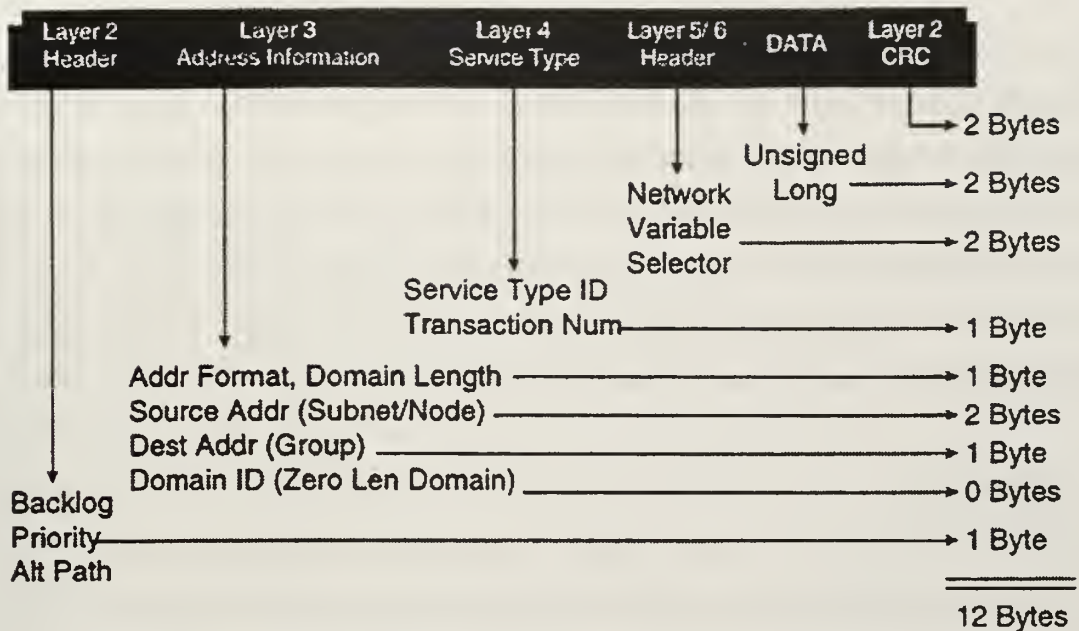 Layer 2 Header
Layer 3 Address Information
Layer 4 Service Type
Layer 5/ 6 Header
DATA
Layer 2 CRC
2 Bytes
Unsigned
Long
2 Bytes
Network
Variable
2 Bytes
Selector
Service Type ID
Transaction Num
1 Byte
Addr Format, Domain Length
1 Byte
Source Addr (Subnet/Node)
2 Bytes
Dest Addr (Group)
1 Byte
Domain ID (Zero Len Domain)
0 Bytes
Backlog
Priority
1 Byte
Alt Path
12 Bytes